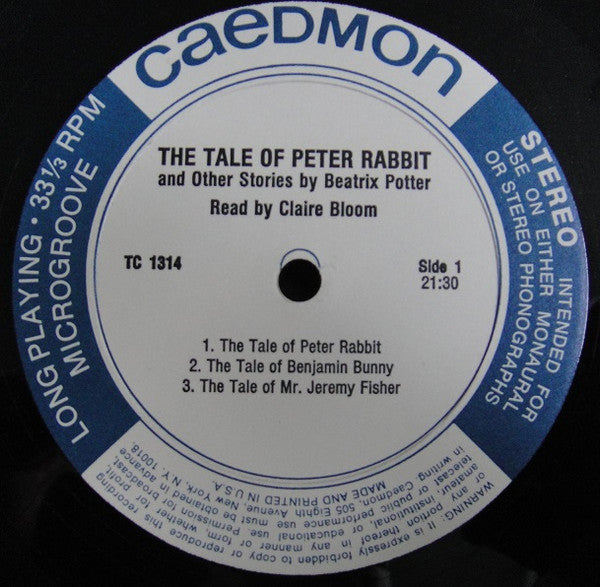 CaeDMON
THE TALE OF PETER RABBIT
and Other Stories by Beatrix Potter
Read by Claire Bloom
TC 1314
Side 1
21:30
1. The Tale of Peter Rabbit
2. The Tale of Benjamin Bunny
3. The Tale of Mr. Jeremy Fisher
LONG PLAYING • 33 1/3 RPM
MICROGROOVE
STEREO INTENDED FOR
USE ON EITHER MONAURAL
OR STEREO PHONOGRAPHS
WARNING: It is expressly forbidden to copy or reproduce this recording
or any portion thereof in any manner or form, whether for broadcast,
amateur, institutional, educational use. Permission for profit,
telecast or public performance use must be obtained in advance
in writing. Caedmon, 505 Eighth Avenue, New York, N.Y. 10018.
MADE AND PRINTED IN U.S.A.